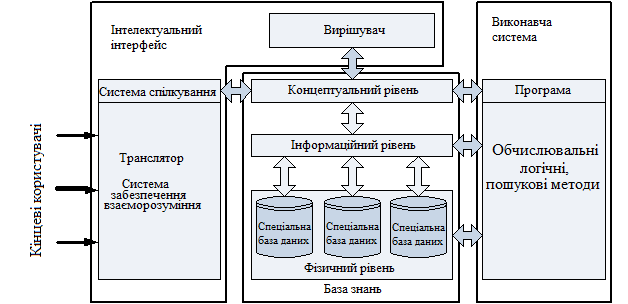 Інтелектуальний
інтерфейс
Вирішувач
Виконавча
система
Система спілкування
Концептуальний рівень
Програма
Кінцеві користувачі
Транслятор
Система
забезпечення
взаєморозуміння
Інформаційний рівень
Обчислювальні
логічні,
пошукові методи
Спеціальна
база даних
Спеціальна
база даних
Спеціальна
база даних
Фізичний рівень
База знань